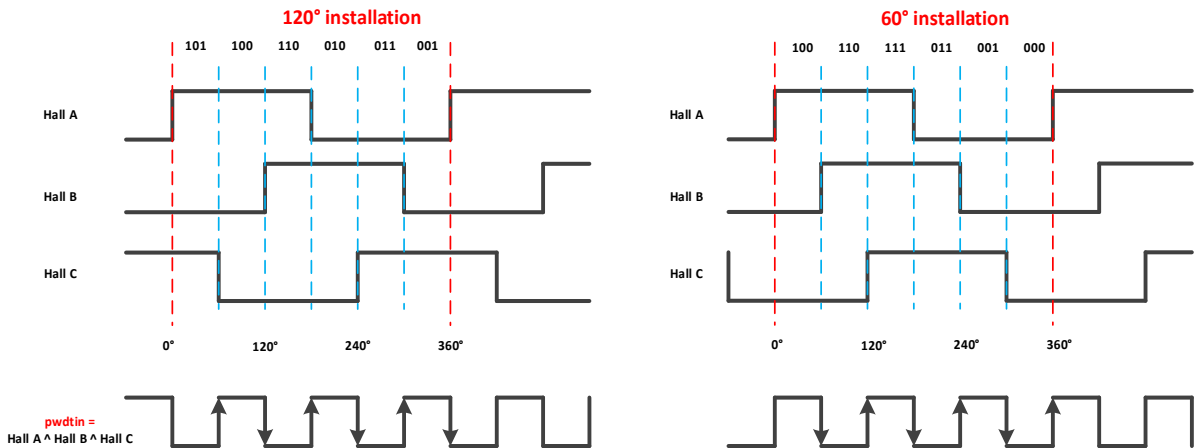 120° installation
101 100 110 010 011 001
Hall A
Hall B
Hall C
0° 120° 240° 360°
pwdtin =
Hall A ^ Hall B ^ Hall C
60° installation
100 110 111 011 001 000
Hall A
Hall B
Hall C
0° 120° 240° 360°